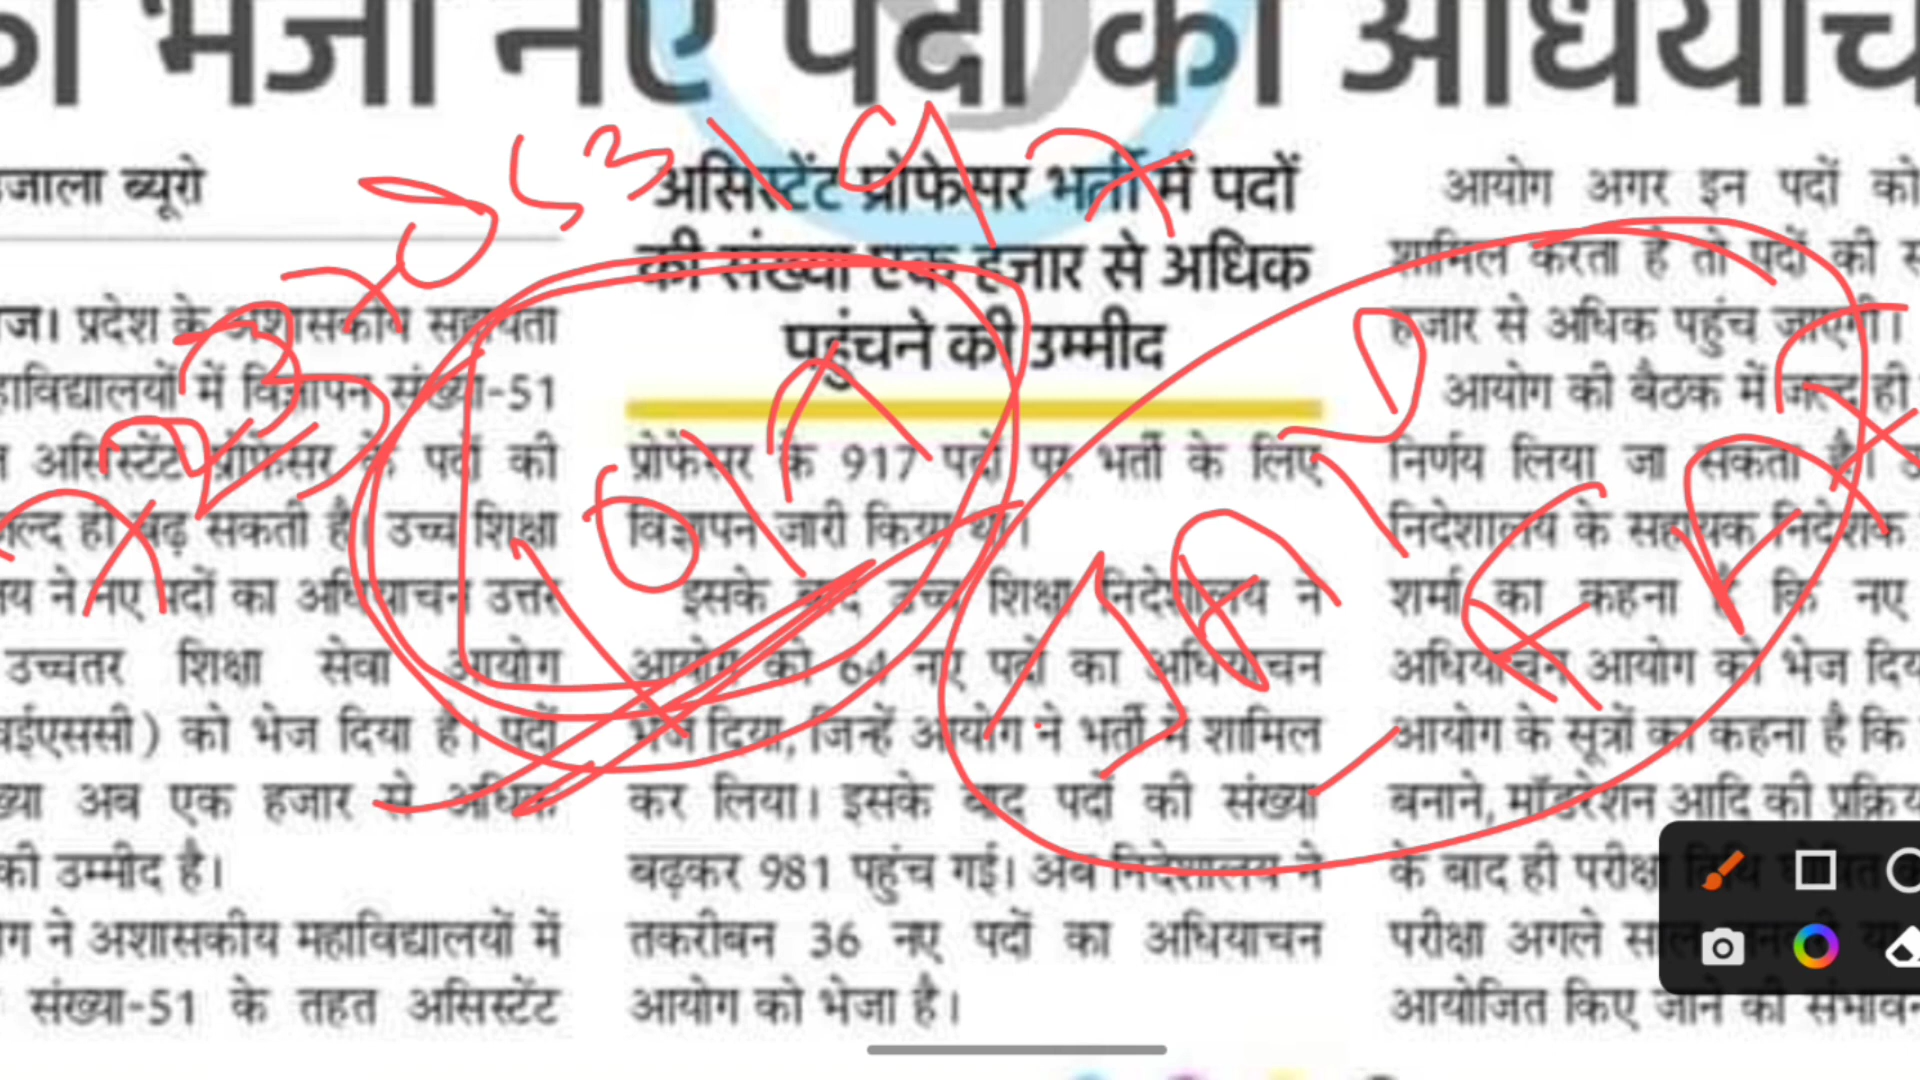 को भेजा नए पदों का अधियाच
उजाला ब्यूरो
असिस्टेंट प्रोफेसर भर्ती में पदों
की संख्या एक हजार से अधिक
पहुंचने की उम्मीद
ज। प्रदेश के अशासकीय सहायता
हाविद्यालयों में विज्ञापन संख्या-51
असिस्टेंट प्रोफेसर के पदों की
ल्द ही बढ़ सकती है। उच्च शिक्षा
य ने नए पदों का अधियाचन उत्तर
उच्चतर शिक्षा सेवा आयोग
वईएससी) को भेज दिया है। पदों
ख्या अब एक हजार से अधिक
की उम्मीद है।
ग ने अशासकीय महाविद्यालयों में
संख्या-51 के तहत असिस्टेंट
प्रोफेसर के 917 पदों पर भर्ती के लिए
विज्ञापन जारी किया था।
इसके बाद उच्च शिक्षा निदेशालय ने
आयोग को 64 नए पदों का अधियाचन
भेज दिया, जिन्हें आयोग ने भर्ती में शामिल
कर लिया। इसके बाद पदों की संख्या
बढ़कर 981 पहुंच गई। अब निदेशालय ने
तकरीबन 36 नए पदों का अधियाचन
आयोग को भेजा है।
आयोग अगर इन पदों को
शामिल करता है तो पदों की स
हजार से अधिक पहुंच जाएगी।
आयोग की बैठक में जल्द ही
निर्णय लिया जा सकता है।
निदेशालय के सहायक निदेशक
शर्मा का कहना है कि नए
अधियाचन आयोग को भेज दिय
आयोग के सूत्रों का कहना है कि
बनाने, मॉडरेशन आदि की प्रक्रिय
के बाद ही परीक्षा तिथि घोषित
परीक्षा अगले साल
आयोजित किए जाने की संभावन